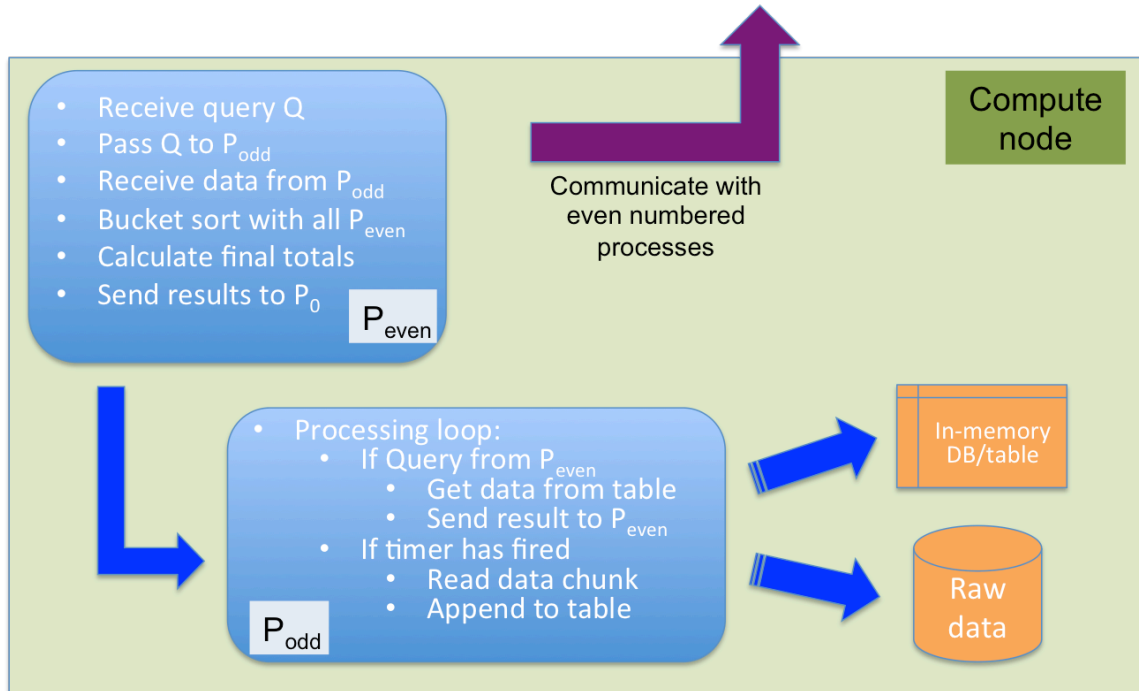 • Receive query Q
• Pass Q to Podd
• Receive data from Podd
• Bucket sort with all Peven
• Calculate final totals
• Send results to P0
Peven
Communicate with
even numbered
processes
Compute
node
• Processing loop:
• If Query from Peven
• Get data from table
• Send result to Peven
• If timer has fired
• Read data chunk
• Append to table
Podd
In-memory
DB/table
Raw
data